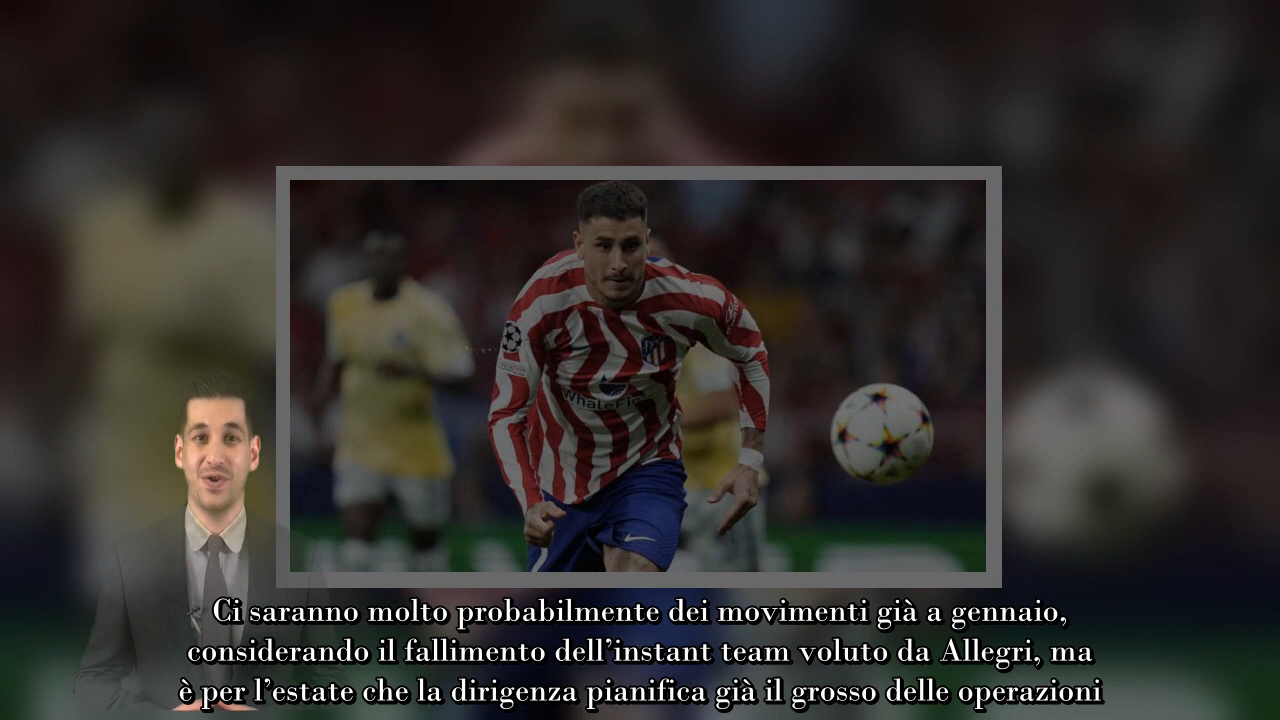 WhaleFin
Ci saranno molto probabilmente dei movimenti già a gennaio,
considerando il fallimento dell'instant team voluto da Allegri, ma
è per l'estate che la dirigenza pianifica già il grosso delle operazioni